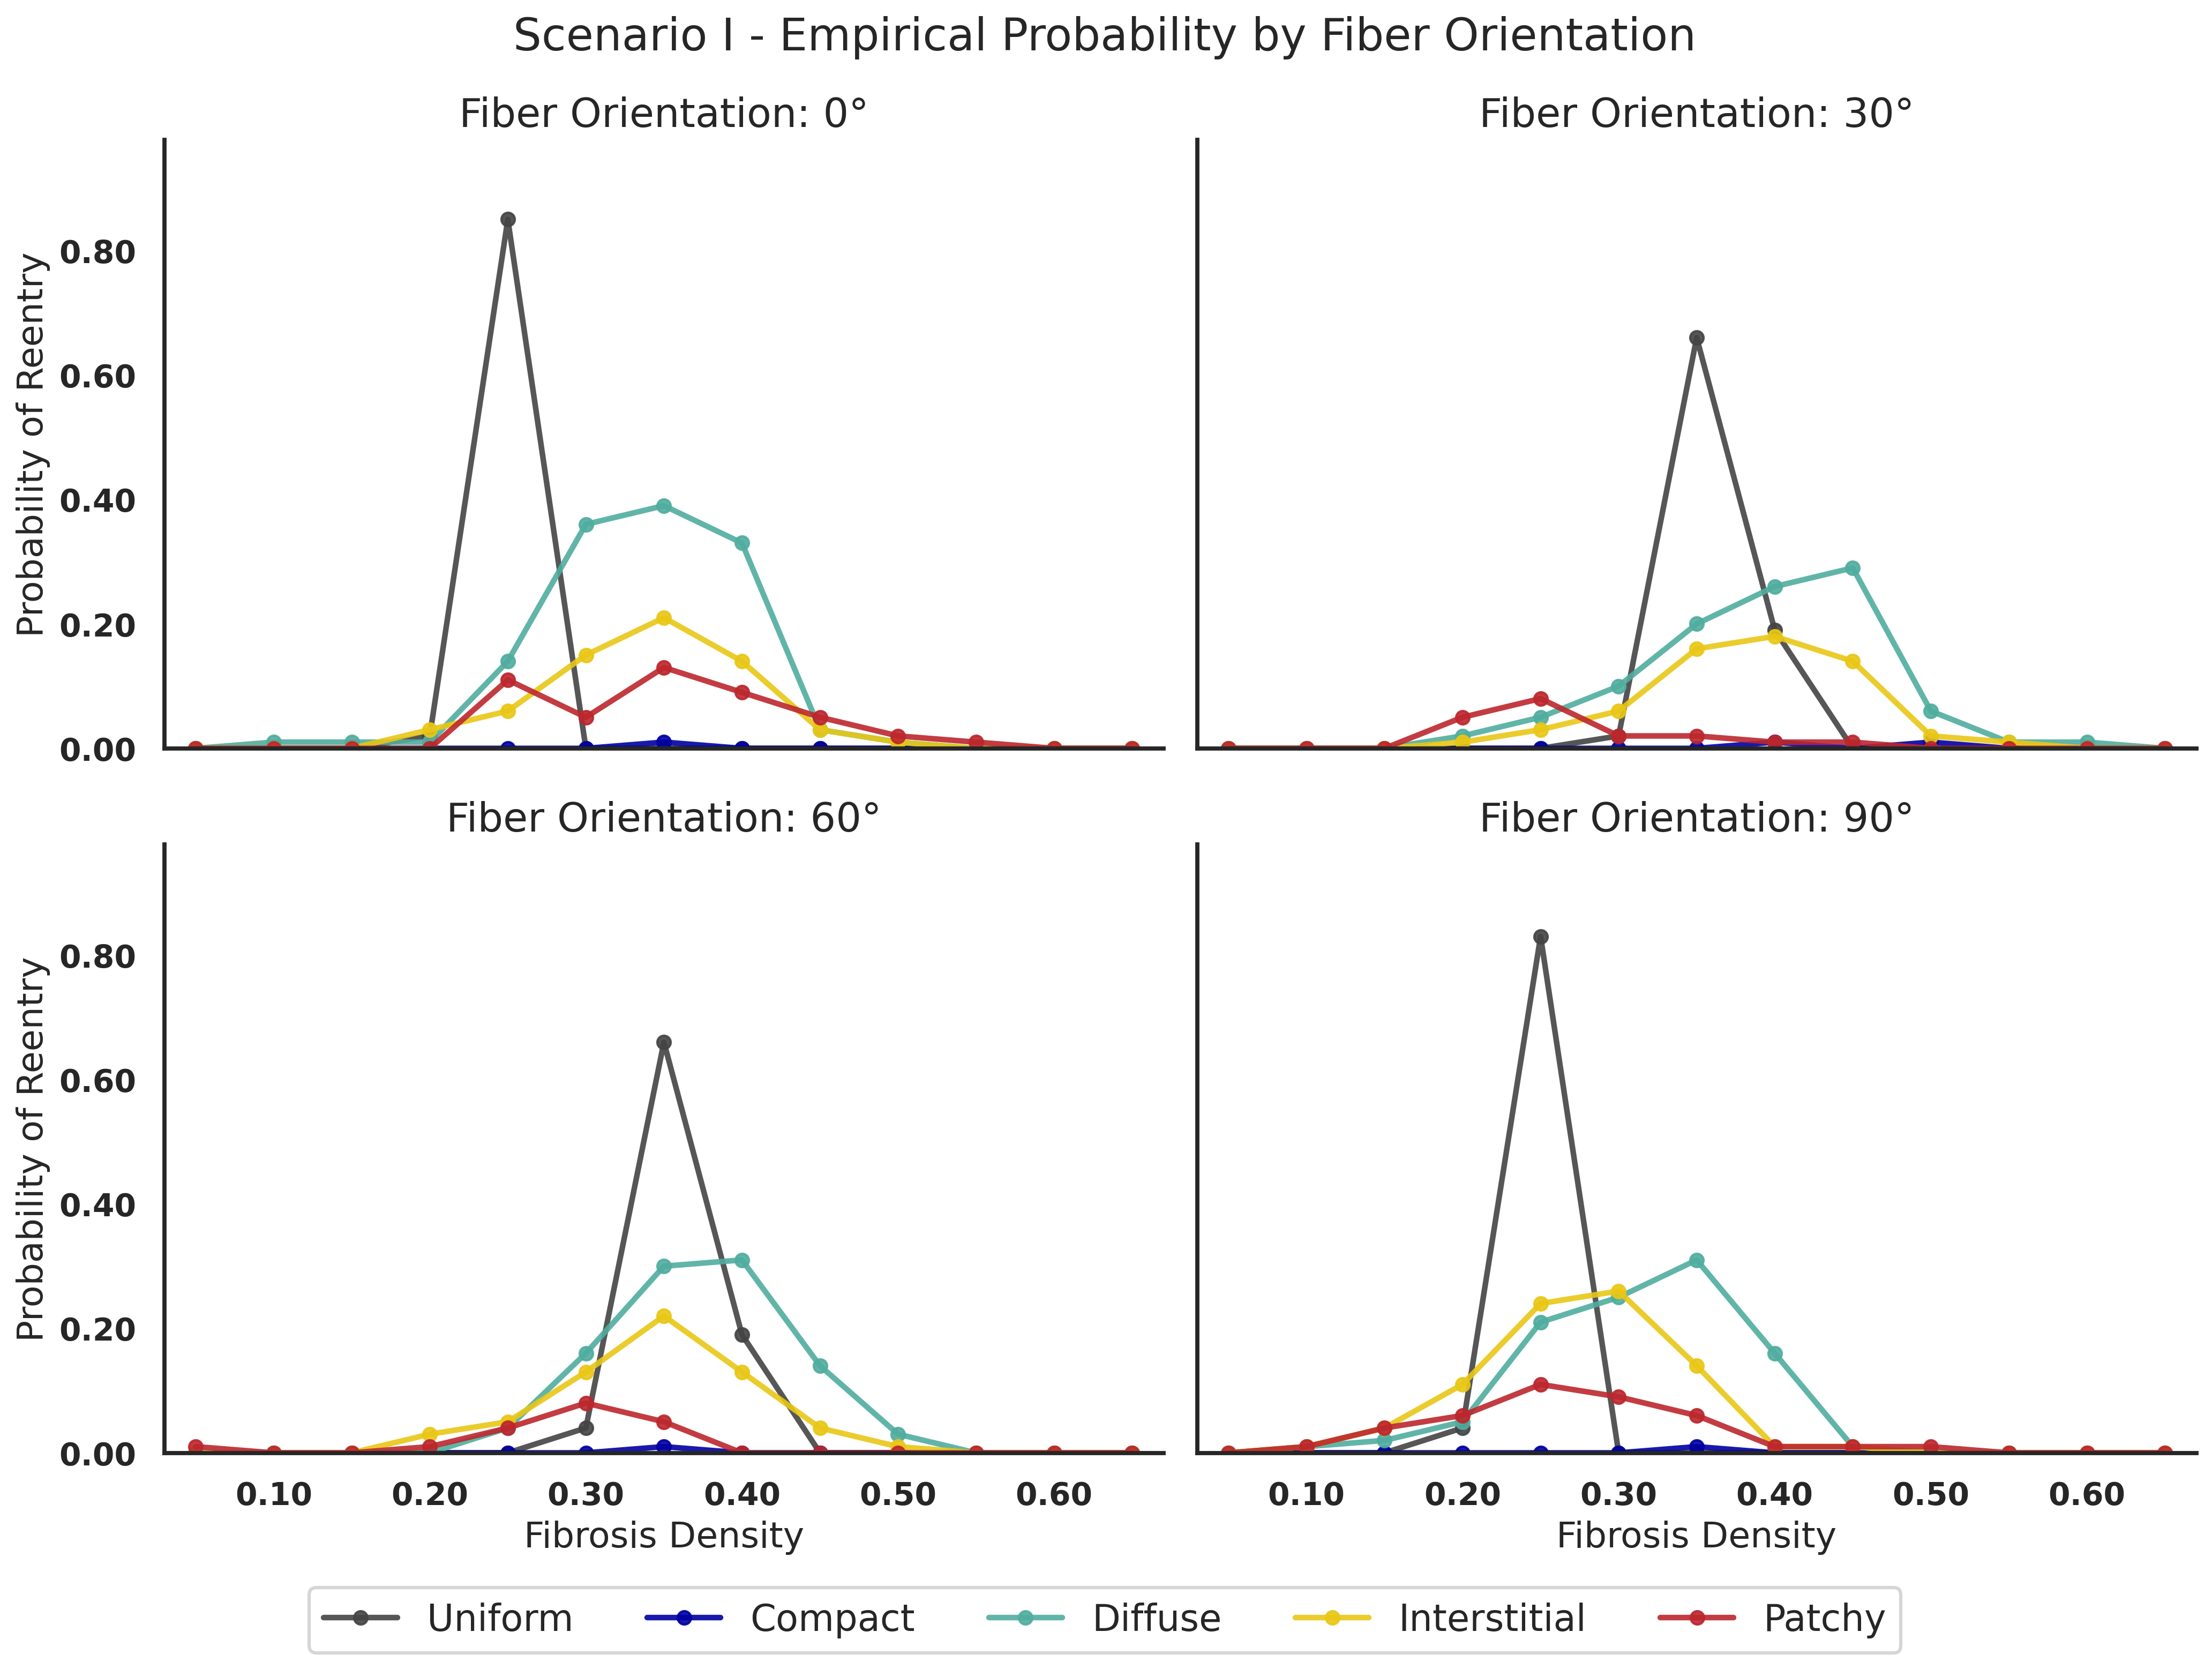 Scenario I - Empirical Probability by Fiber Orientation
Fiber Orientation: 0°
Fiber Orientation: 30°
Probability of Reentry
0.80
0.60
0.40
0.20
0.00
Fiber Orientation: 60°
Fiber Orientation: 90°
Probability of Reentry
0.80
0.60
0.40
0.20
0.00
0.10 0.20 0.30 0.40 0.50 0.60
0.10 0.20 0.30 0.40 0.50 0.60
Fibrosis Density
Fibrosis Density
Uniform Compact Diffuse Interstitial Patchy